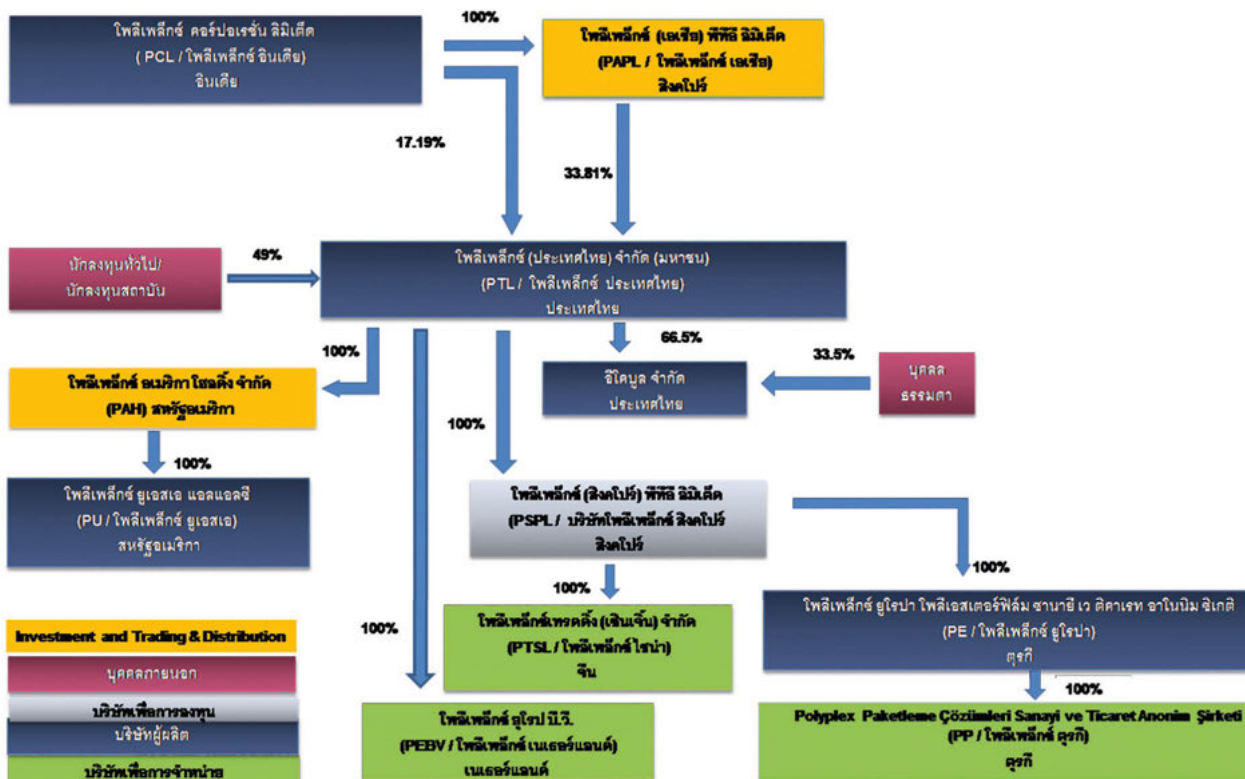 โพลีเพล็กซ์ คอร์ปอเรชั่น ลิมิเต็ด
( PCL / โพลีเพล็กซ์ อินเดีย)
อินเดีย
100%
โพลีเพล็กซ์ (เอเชีย) พีทีอี ลิมิเต็ด
(PAPL / โพลีเพล็กซ์ เอเชีย)
สิงคโปร์
17.19%
33.81%
นักลงทุนทั่วไป/
นักลงทุนสถาบัน
49%
โพลีเพล็กซ์ (ประเทศไทย) จำกัด (มหาชน)
(PTL / โพลีเพล็กซ์ ประเทศไทย)
ประเทศไทย
100%
66.5%
33.5%
โพลีเพล็กซ์ อเมริกา โฮลดิ้ง จำกัด
(PAH) สหรัฐอเมริกา
อีโคบูล จำกัด
ประเทศไทย
บุคคล
ธรรมดา
100%
100%
โพลีเพล็กซ์ ยูเอสเอ แอลแอลซี
(PU / โพลีเพล็กซ์ ยูเอสเอ)
สหรัฐอเมริกา
โพลีเพล็กซ์ (สิงคโปร์) พีทีอี ลิมิเต็ด
(PSPL / บริษัทโพลีเพล็กซ์ สิงคโปร์
สิงคโปร์
100%
100%
โพลีเพล็กซ์ ยูโรปา โพลีเอสเตอร์ฟิล์ม ซานายี เว ติคาเรท อาโนนิม ซิเกติ
(PE / โพลีเพล็กซ์ ยูโรปา)
ตุรกี
โพลีเพล็กซ์เทรดดิ้ง (เซินเจิ้น) จำกัด
(PTSL / โพลีเพล็กซ์ ไชน่า)
จีน
100%
100%
Investment and Trading & Distribution
บุคคลภายนอก
บริษัทเพื่อการลงทุน
บริษัทผู้ผลิต
บริษัทเพื่อการจำหน่าย
โพลีเพล็กซ์ ยุโรป บี.วี.
(PEBV / โพลีเพล็กซ์ เนเธอร์แลนด์)
เนเธอร์แลนด์
Polyplex Paketleme Çözümleri Sanayi ve Ticaret Anonim Şirketi
(PP / โพลีเพล็กซ์ ตุรกี)
ตุรกี